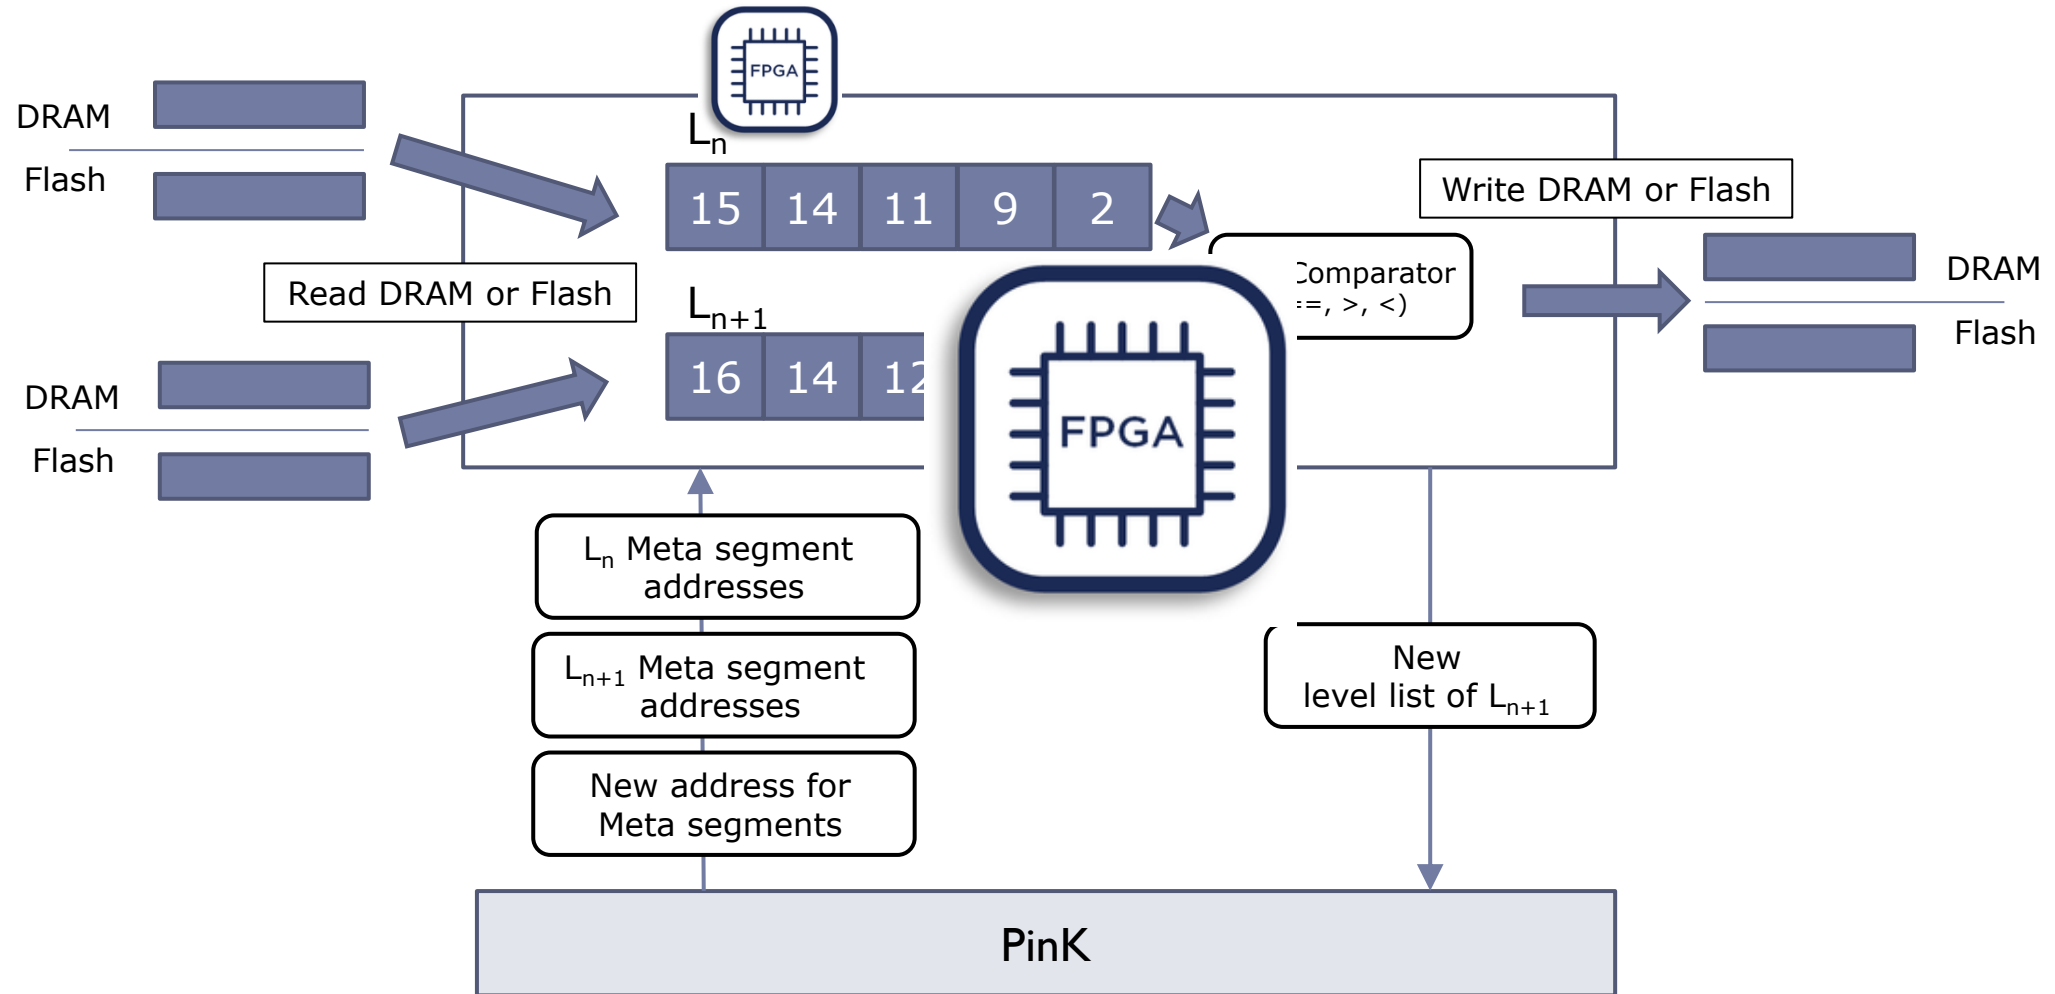 FPGA
DRAM
Flash
Ln
15 14 11 9 2
Write DRAM or Flash
Comparator
==, >, <)
DRAM
Flash
Read DRAM or Flash
Ln+1
16 14 12
FPGA
DRAM
Flash
Ln Meta segment
addresses
Ln+1 Meta segment
addresses
New address for
Meta segments
New
level list of Ln+1
PinK